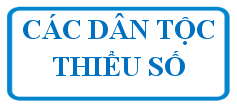 CÁC DÂN TỘC
THIỂU SỐ